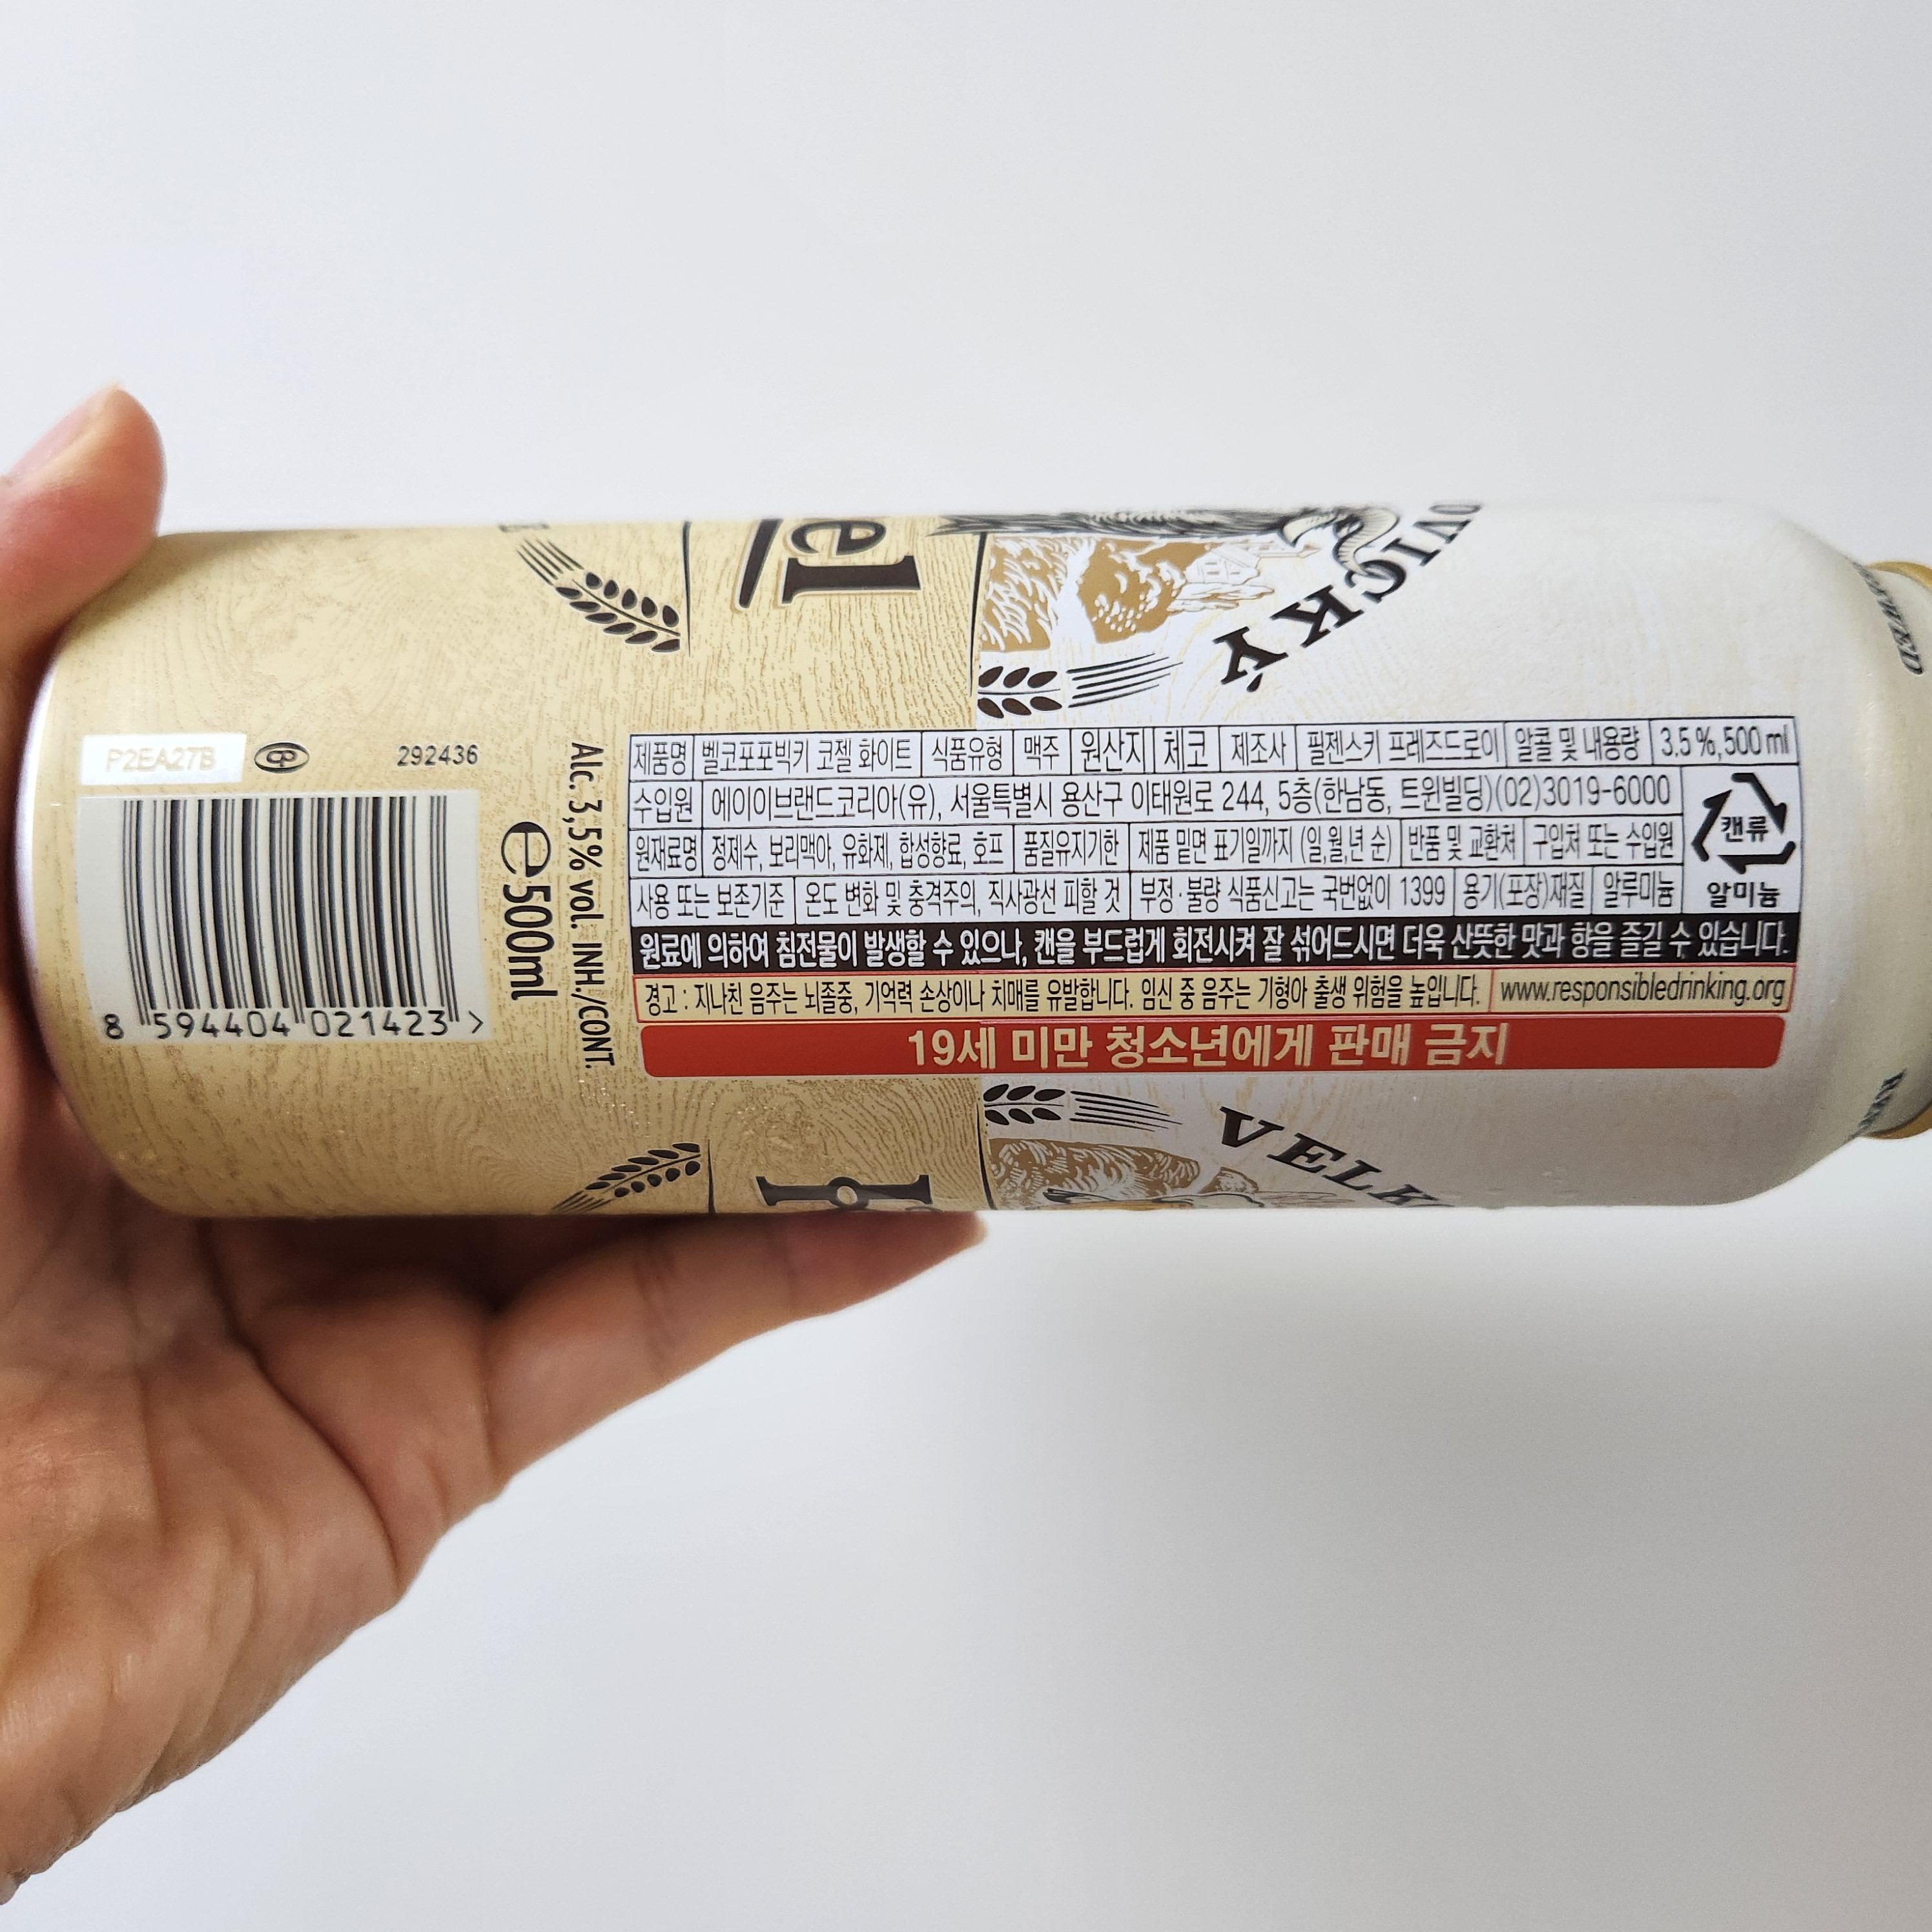 el
OVICKÝ
P2EA27B
292436
8 594404 021423 >
Alc. 3,5% vol. INH./CONT.
e 500ml
제품명 벨코포포빅키 코젤 화이트 식품유형 맥주 원산지 체코 제조사 필젠스키 프레즈드로이 알콜 및 내용량 3.5 %, 500 ml
수입원 에이이브랜드코리아(유), 서울특별시 용산구 이태원로 244, 5층(한남동, 트윈빌딩)(02)3019-6000
원재료명 정제수, 보리맥아, 유화제, 합성향료, 호프 품질유지기한 제품 밑면 표기일까지 (일,월,년 순) 반품 및 교환처 구입처 또는 수입원
사용 또는 보존기준 온도 변화 및 충격주의, 직사광선 피할 것 부정·불량 식품신고는 국번없이 1399 용기(포장)재질 알루미늄
캔류
알미늄
원료에 의하여 침전물이 발생할 수 있으나, 캔을 부드럽게 회전시켜 잘 섞어드시면 더욱 산뜻한 맛과 향을 즐길 수 있습니다.
경고 : 지나친 음주는 뇌졸중, 기억력 손상이나 치매를 유발합니다. 임신 중 음주는 기형아 출생 위험을 높입니다. www.responsibledrinking.org
19세 미만 청소년에게 판매 금지
VELK